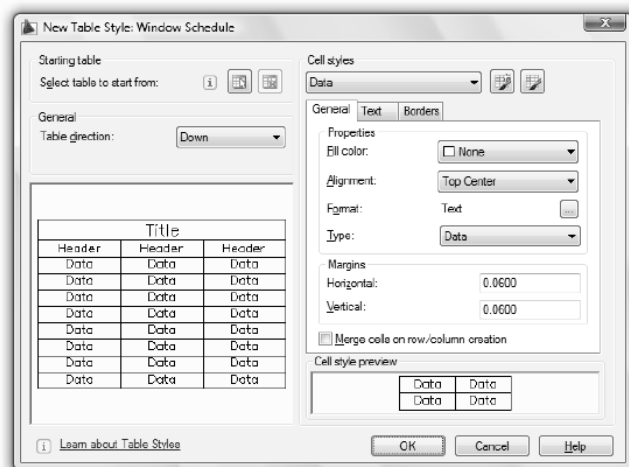 New Table Style: Window Schedule
Starting table
Select table to start from:
General
Table direction: Down
Title
Header Header Header
Data Data Data
Data Data Data
Data Data Data
Data Data Data
Data Data Data
Data Data Data
Data Data Data
Data Data Data
Learn about Table Styles
Cell styles
Data
General Text Borders
Properties
Fill color: None
Alignment: Top Center
Format: Text ...
Type: Data
Margins
Horizontal: 0.0600
Vertical: 0.0600
Merge cells on row/column creation
Cell style preview
Data Data
Data Data
OK Cancel Help